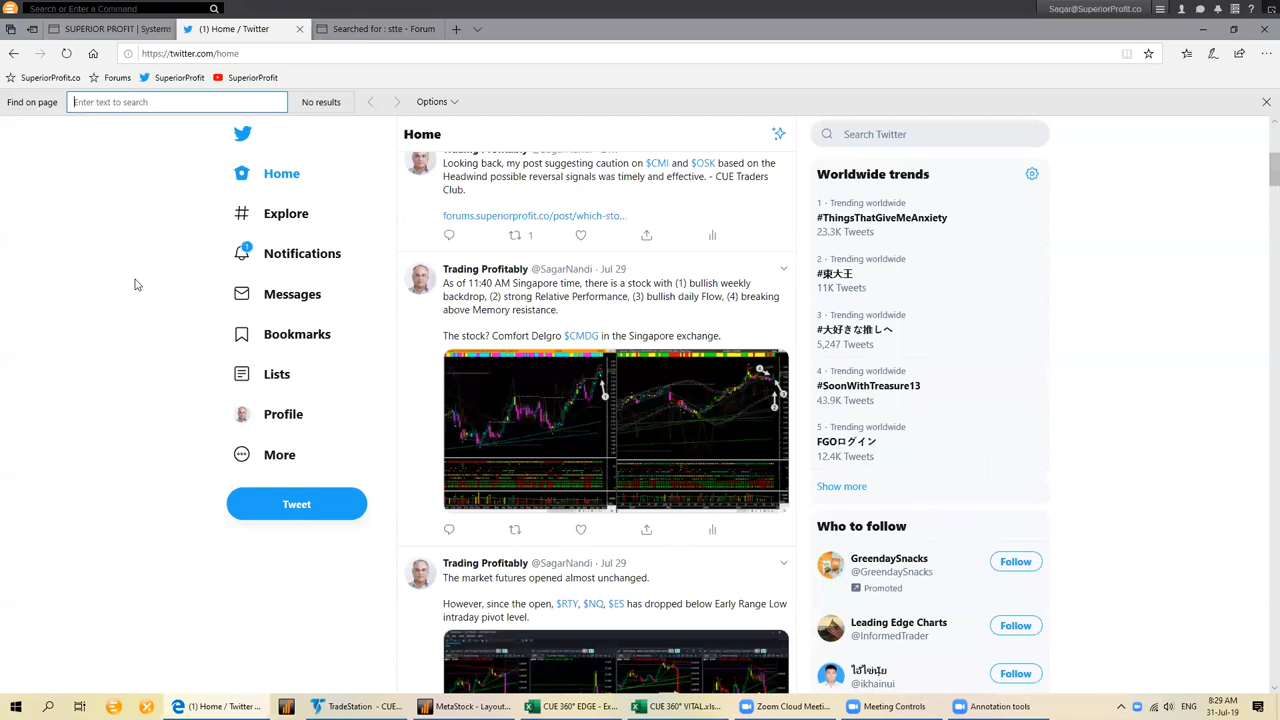 Search or Enter Command
Sagar@SuperiorProfit.co
SUPERIOR PROFIT | Systems
(1) Home / Twitter
Searched for : stte - Forum
https://twitter.com/home
SuperiorProfit.co
Forums
SuperiorProfit
SuperiorProfit
Find on page
Enter text to search
No results
Options
Home
Explore
1
Notifications
Messages
Bookmarks
Lists
Profile
More
Tweet
Home
Looking back, my post suggesting caution on $CMI and $OSK based on the
Headwind possible reversal signals was timely and effective. - CUE Traders
Club.
forums.superiorprofit.co/post/which-sto...
1
Trading Profitably @SagarNandi · Jul 29
As of 11:40 AM Singapore time, there is a stock with (1) bullish weekly
backdrop, (2) strong Relative Performance, (3) bullish daily Flow, (4) breaking
above Memory resistance.
The stock? Comfort Delgro $CMDG in the Singapore exchange.
Trading Profitably @SagarNandi · Jul 29
The market futures opened almost unchanged.
However, since the open, $RTY, $NQ, $ES has dropped below Early Range Low
intraday pivot level.
Search Twitter
Worldwide trends
1 · Trending worldwide
#ThingsThatGiveMeAnxiety
23.3K Tweets
2 · Trending worldwide
#東大王
11K Tweets
3 · Trending worldwide
#大好きな推しへ
5,247 Tweets
4 · Trending worldwide
#SoonWithTreasure13
43.9K Tweets
5 · Trending worldwide
FGOログイン
12.4K Tweets
Show more
Who to follow
GreendaySnacks
@GreendaySnacks
Follow
Promoted
Leading Edge Charts
@InformedTrader
Follow
@ikhainui
Follow
(1) Home / Twitter ...
TradeStation - CUE...
MetaStock - Layout...
CUE 360° EDGE - Ex...
CUE 360° VITAL.xls...
Zoom Cloud Meeti...
Meeting Controls
Annotation tools
8:29 AM
31-Jul-19